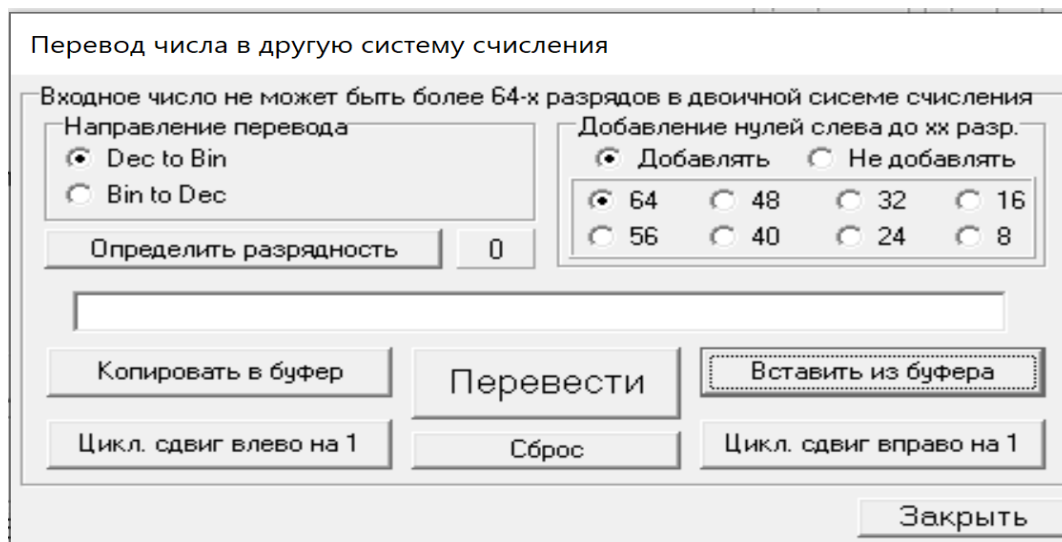 Перевод числа в другую систему счисления
Входное число не может быть более 64-х разрядов в двоичной сисеме счисления
Направление перевода
Dec to Bin
Bin to Dec
Добавление нулей слева до xx разр.
Добавлять Не добавлять
64 48 32 16
56 40 24 8
Определить разрядность 0
Копировать в буфер
Перевести
Вставить из буфера
Цикл. сдвиг влево на 1
Сброс
Цикл. сдвиг вправо на 1
Закрыть